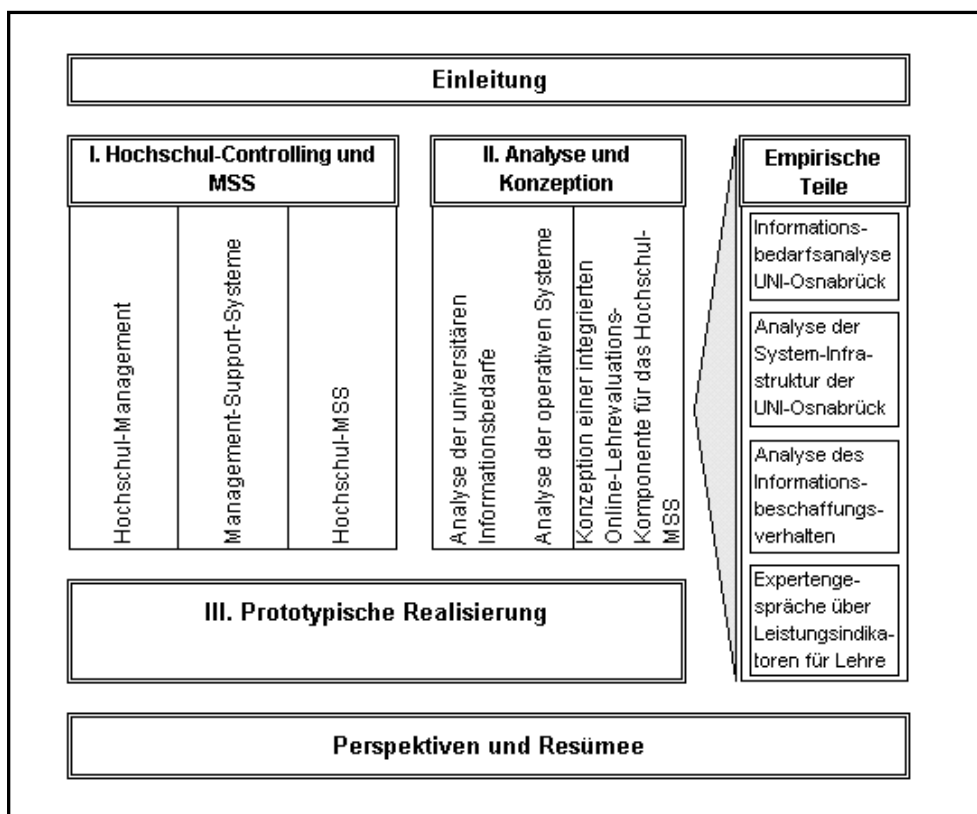 Einleitung
I. Hochschul-Controlling und
MSS
Hochschul-Management
Management-Support-Systeme
Hochschul-MSS
II. Analyse und
Konzeption
Analyse der universitären
Informationsbedarfe
Analyse der operativen Systeme
Konzeption einer integrierten
Online-Lehrevaluations-
Komponente für das Hochschul-
MSS
Empirische
Teile
Informations-
bedarfsanalyse
UNI-Osnabrück
Analyse der
System-Infra-
struktur der
UNI-Osnabrück
Analyse des
Informations-
beschaffungs-
verhalten
Expertenge-
spräche über
Leistungsindika-
toren für Lehre
III. Prototypische Realisierung
Perspektiven und Resümee